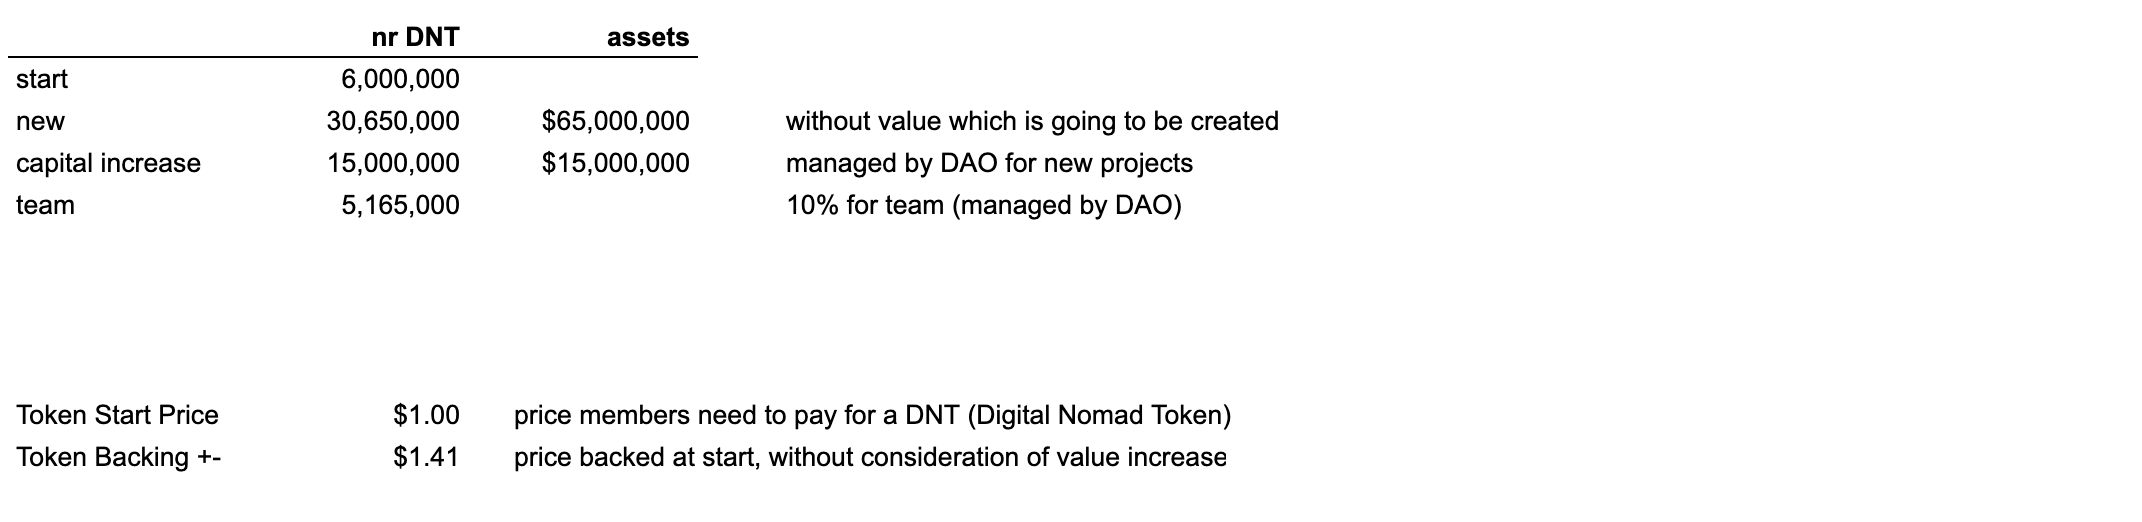 nr DNT assets
start 6,000,000
new 30,650,000 $65,000,000 without value which is going to be created
capital increase 15,000,000 $15,000,000 managed by DAO for new projects
team 5,165,000 10% for team (managed by DAO)
Token Start Price $1.00 price members need to pay for a DNT (Digital Nomad Token)
Token Backing +- $1.41 price backed at start, without consideration of value increase